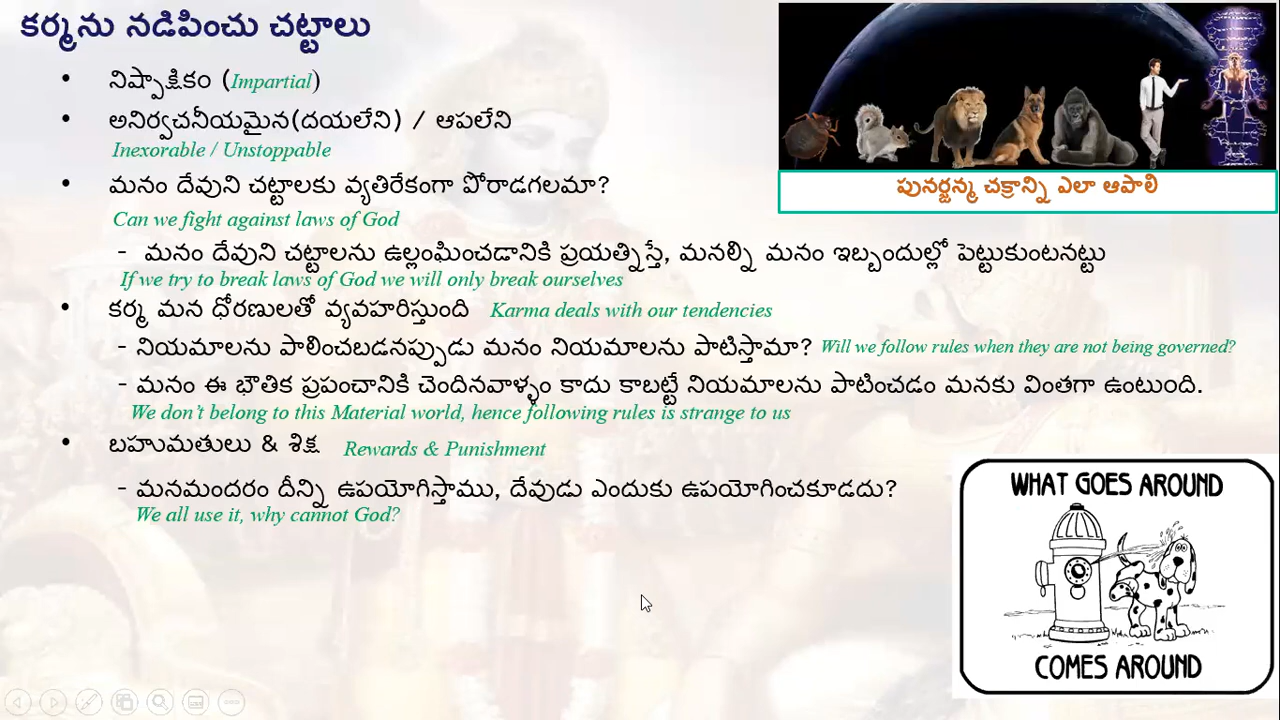 కర్మను నడిపించు చట్టాలు
• నిష్పాక్షికం (Impartial)
• అనిర్వచనీయమైన(దయలేని) / ఆపలేని
Inexorable / Unstoppable
• మనం దేవుని చట్టాలకు వ్యతిరేకంగా పోరాడగలమా?
Can we fight against laws of God
- మనం దేవుని చట్టాలను ఉల్లంఘించడానికి ప్రయత్నిస్తే, మనల్ని మనం ఇబ్బందుల్లో పెట్టుకుంటనట్టు
If we try to break laws of God we will only break ourselves
• కర్మ మన ధోరణులతో వ్యవహరిస్తుంది Karma deals with our tendencies
- నియమాలను పాలించబడనప్పుడు మనం నియమాలను పాటిస్తామా? Will we follow rules when they are not being governed?
- మనం ఈ భౌతిక ప్రపంచానికి చెందినవాళ్ళం కాదు కాబట్టే నియమాలను పాటించడం మనకు వింతగా ఉంటుంది.
We don't belong to this Material world, hence following rules is strange to us
• బహుమతులు & శిక్ష Rewards & Punishment
- మనమందరం దీన్ని ఉపయోగిస్తాము, దేవుడు ఎందుకు ఉపయోగించకూడదు?
We all use it, why cannot God?
పునర్జన్మ చక్రాన్ని ఎలా ఆపాలి
WHAT GOES AROUND
COMES AROUND